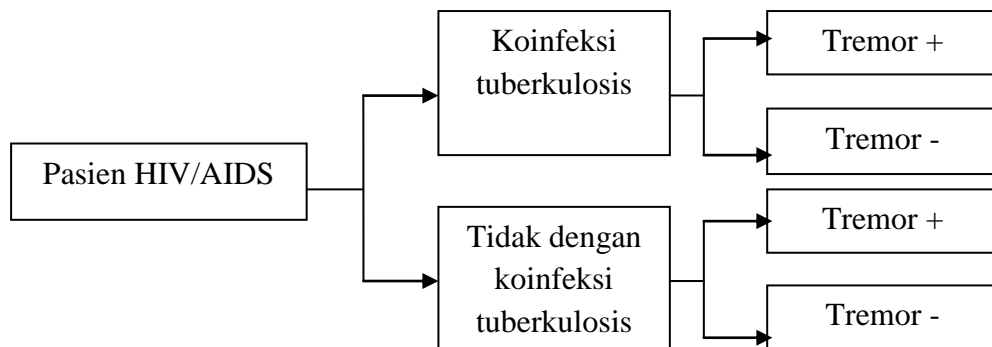 Pasien HIV/AIDS
Koinfeksi
tuberkulosis
Tremor +
Tremor -
Tidak dengan
koinfeksi
tuberkulosis
Tremor +
Tremor -